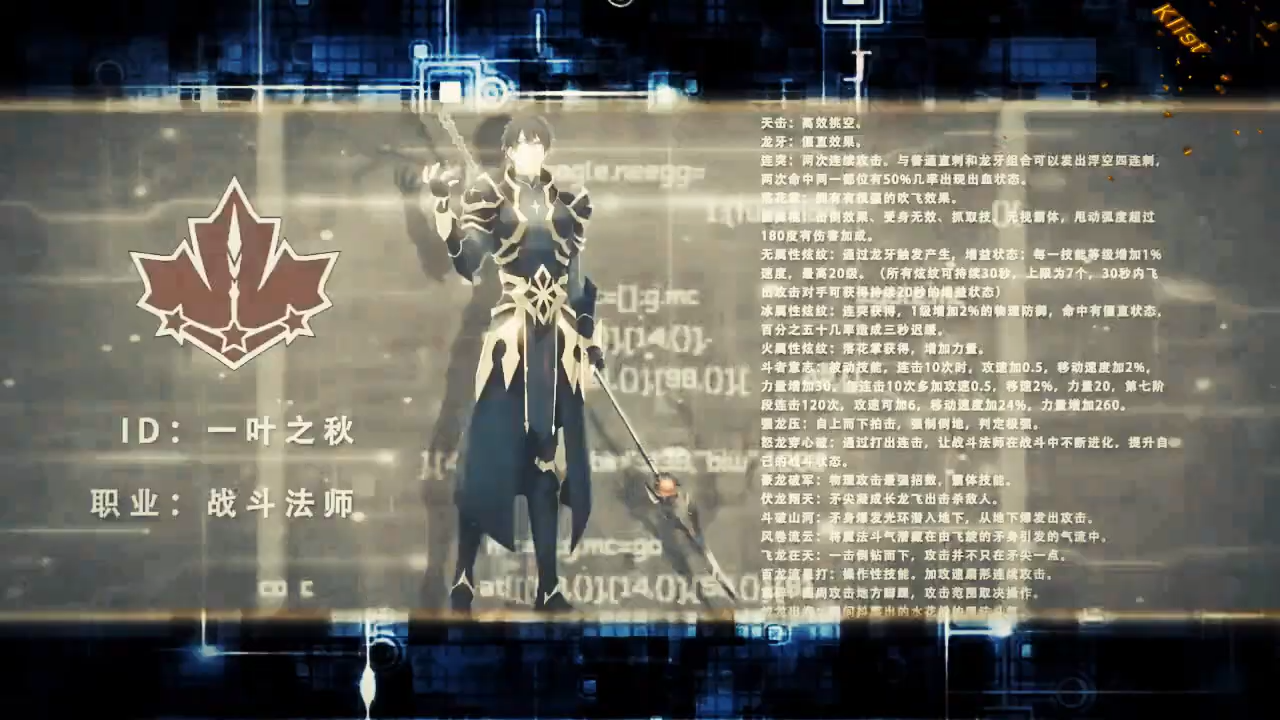 Klist
ID：一叶之秋
职业：战斗法师
天击：高效挑空。
龙牙：僵直效果。
连突：两次连续攻击。与普通直刺和龙牙组合可以发出浮空四连刺，
两次命中同一部位有50%几率出现出血状态。
落花掌：拥有有很强的吹飞效果。
击倒效果、受身无效、抓取技、无视霸体，甩动弧度超过
180度有伤害加成。
无属性炫纹：通过龙牙触发产生，增益状态：每一技能等级增加1%
速度，最高20级。（所有炫纹可持续30秒，上限为7个，30秒内飞
出攻击对手可获得持续20秒的增益状态）
冰属性炫纹：连突获得，1级增加2%的物理防御，命中有僵直状态，
百分之五十几率造成三秒迟缓。
火属性炫纹：落花掌获得，增加力量。
斗者意志：被动技能，连击10次时，攻速加0.5，移动速度加2%，
力量增加30。每连击10次多加攻速0.5，移速2%，力量20，第七阶
段连击120次，攻速可加6，移动速度加24%，力量增加260。
强龙压：自上而下拍击，强制倒地，判定极强。
怒龙穿心破：通过打出连击，让战斗法师在战斗中不断进化，提升自
己的战斗状态。
豪龙破军：物理攻击最强招数，霸体技能。
伏龙翔天：矛尖凝成长龙飞出击杀敌人。
斗破山河：矛身爆发光环潜入地下，从地下爆发出攻击。
风卷流云：将魔法斗气潜藏在由飞旋的矛身引发的气流中。
飞龙在天：一击倒钻而下，攻击并不只在矛尖一点。
百龙流星打：操作性技能，加攻速扇形连续攻击。
圆周攻击地方脚踝，攻击范围取决操作。